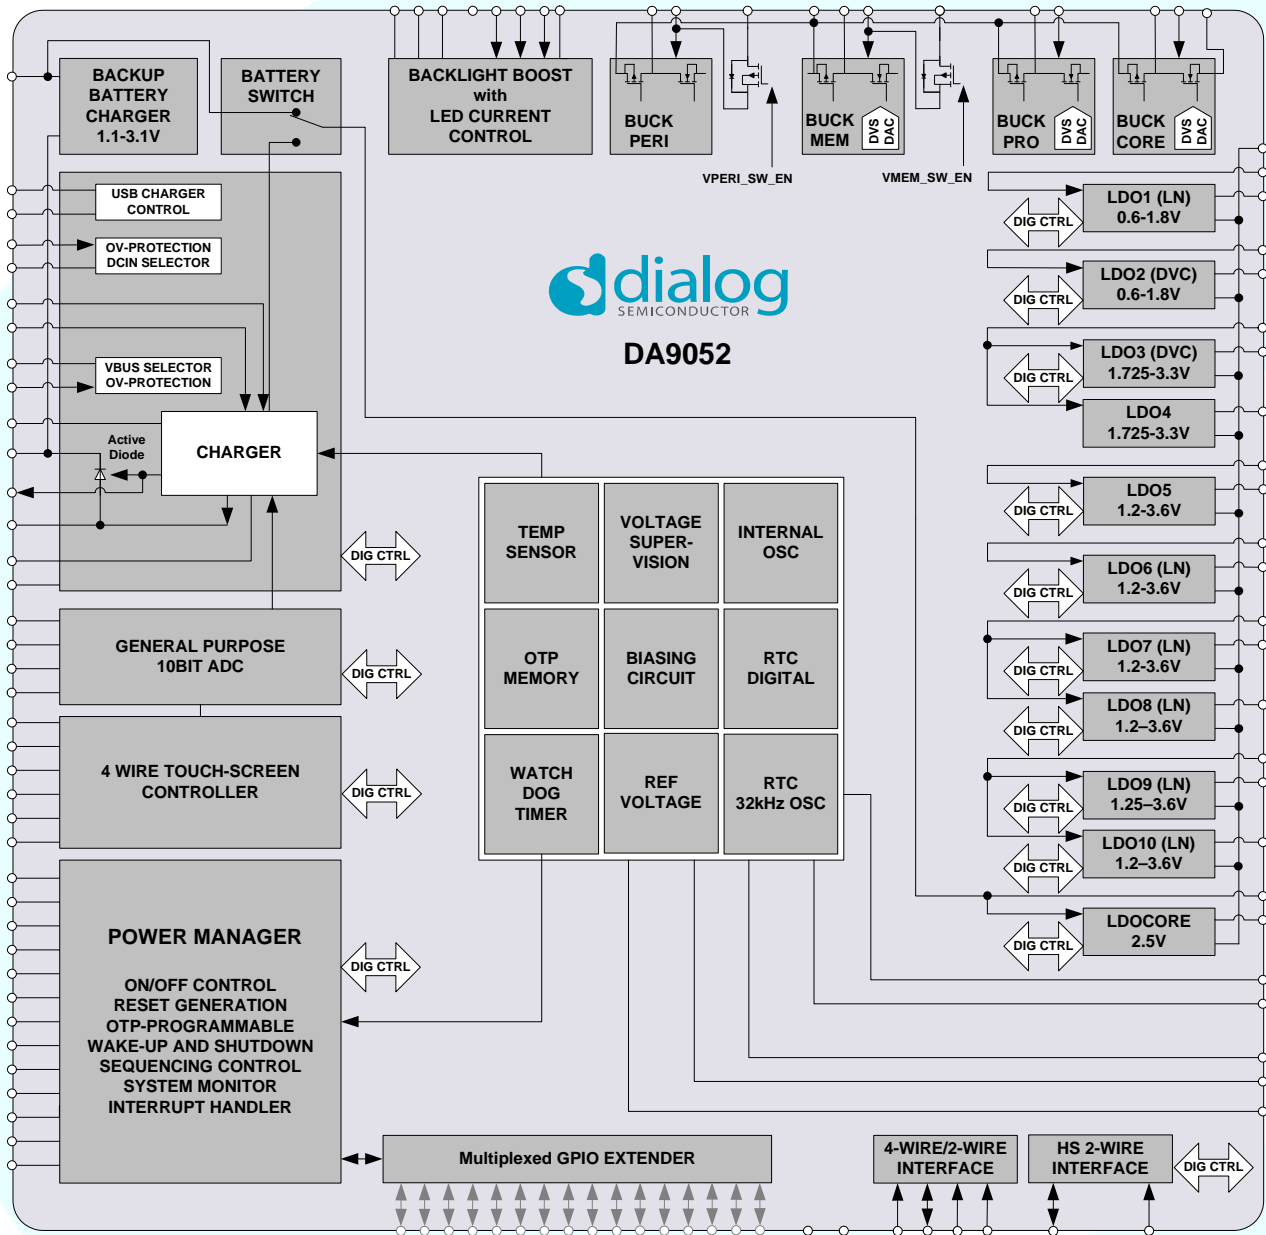 BACKUP
BATTERY
CHARGER
1.1-3.1V
BATTERY
SWITCH
BACKLIGHT BOOST
with
LED CURRENT
CONTROL
BUCK
PERI
BUCK
MEM
DVS
DAC
BUCK
PRO
DVS
DAC
BUCK
CORE
DVS
DAC
VPERI_SW_EN
VMEM_SW_EN
USB CHARGER
CONTROL
OV-PROTECTION
DCIN SELECTOR
VBUS SELECTOR
OV-PROTECTION
Active
Diode
CHARGER
DIG CTRL
dialog
SEMICONDUCTOR
DA9052
LDO1 (LN)
0.6-1.8V
DIG CTRL
LDO2 (DVC)
0.6-1.8V
DIG CTRL
LDO3 (DVC)
1.725-3.3V
DIG CTRL
LDO4
1.725-3.3V
LDO5
1.2-3.6V
DIG CTRL
LDO6 (LN)
1.2-3.6V
DIG CTRL
LDO7 (LN)
1.2-3.6V
DIG CTRL
LDO8 (LN)
1.2–3.6V
DIG CTRL
LDO9 (LN)
1.25–3.6V
DIG CTRL
LDO10 (LN)
1.2–3.6V
DIG CTRL
LDOCORE
2.5V
DIG CTRL
TEMP
SENSOR
VOLTAGE
SUPER-
VISION
INTERNAL
OSC
OTP
MEMORY
BIASING
CIRCUIT
RTC
DIGITAL
WATCH
DOG
TIMER
REF
VOLTAGE
RTC
32kHz OSC
GENERAL PURPOSE
10BIT ADC
DIG CTRL
4 WIRE TOUCH-SCREEN
CONTROLLER
DIG CTRL
POWER MANAGER
ON/OFF CONTROL
RESET GENERATION
OTP-PROGRAMMABLE
WAKE-UP AND SHUTDOWN
SEQUENCING CONTROL
SYSTEM MONITOR
INTERRUPT HANDLER
DIG CTRL
Multiplexed GPIO EXTENDER
4-WIRE/2-WIRE
INTERFACE
HS 2-WIRE
INTERFACE
DIG CTRL